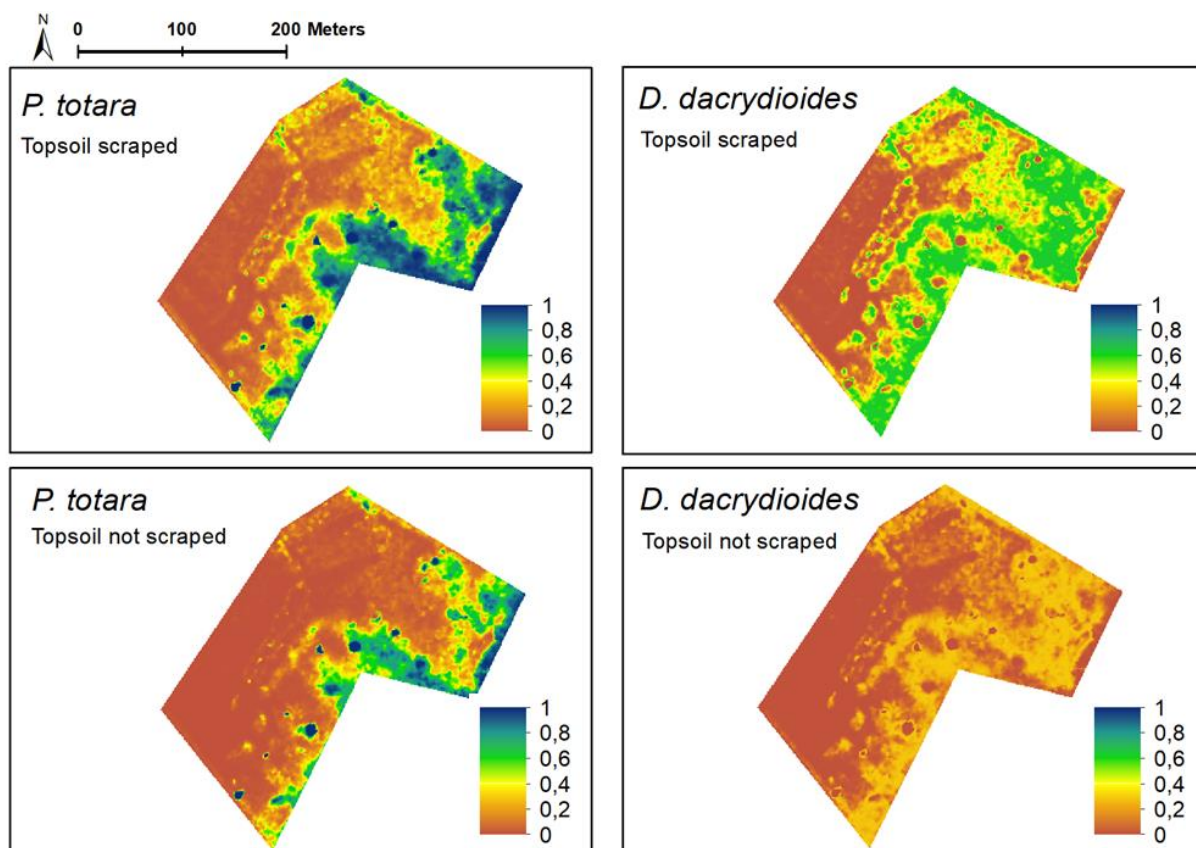 N
0 100 200 Meters
P. totara
Topsoil scraped
1
0,8
0,6
0,4
0,2
0
D. dacrydioides
Topsoil scraped
1
0,8
0,6
0,4
0,2
0
P. totara
Topsoil not scraped
1
0,8
0,6
0,4
0,2
0
D. dacrydioides
Topsoil not scraped
1
0,8
0,6
0,4
0,2
0